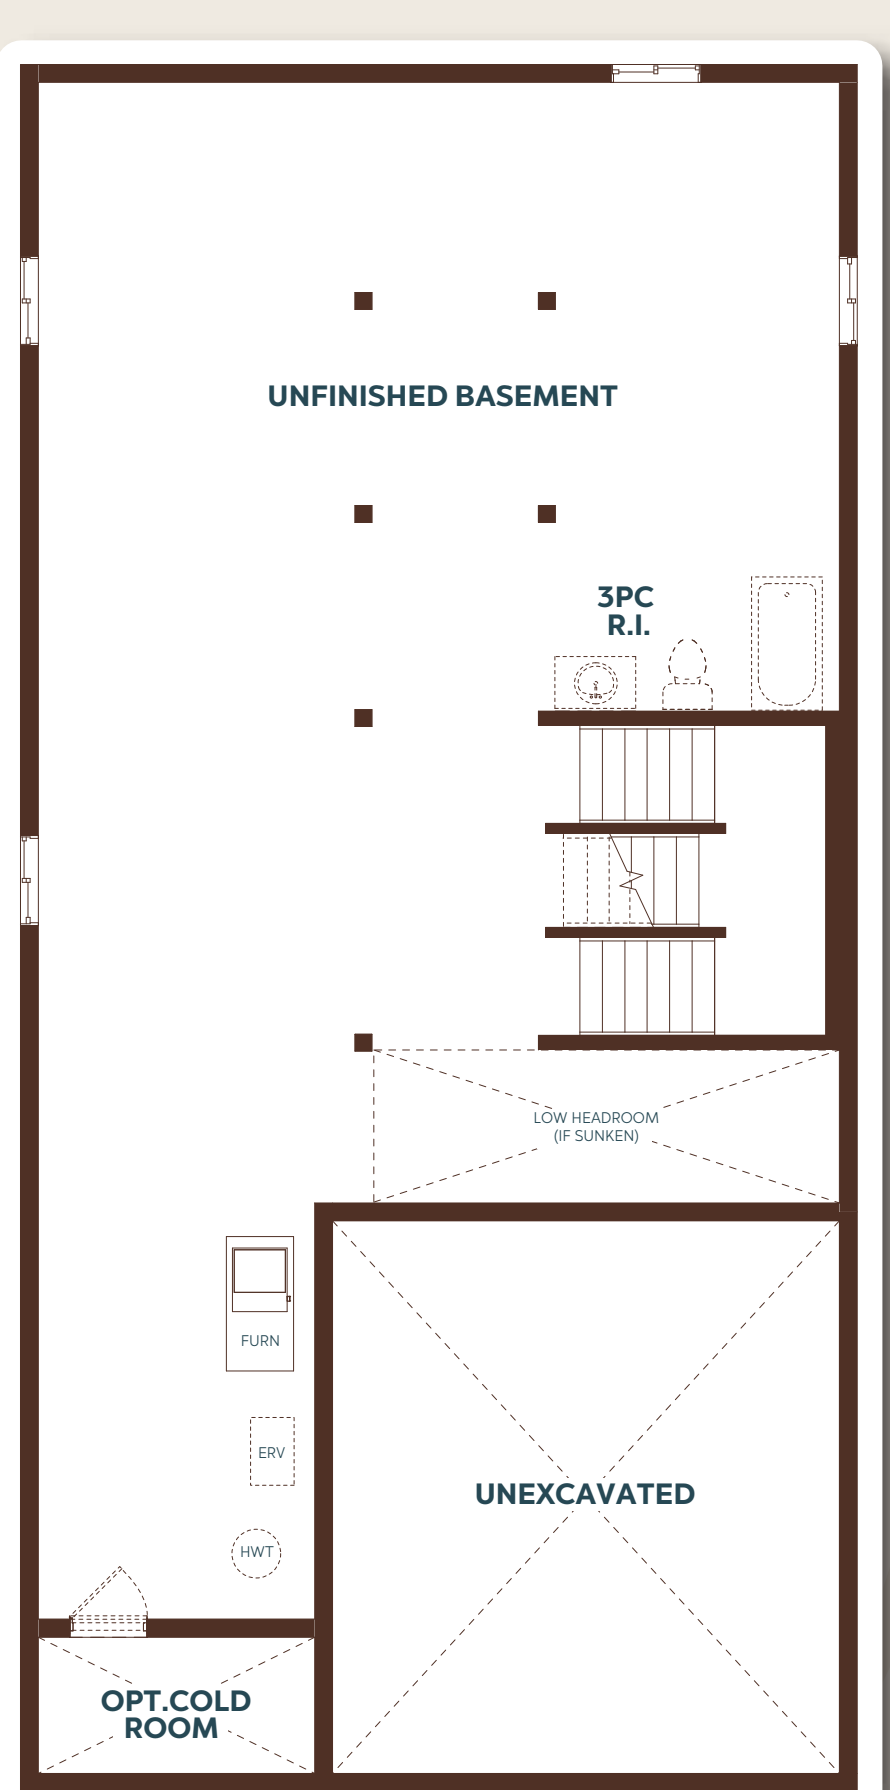 UNFINISHED BASEMENT
3PC
R.I.
LOW HEADROOM
(IF SUNKEN)
FURN
ERV
UNEXCAVATED
HWT
OPT.COLD
ROOM